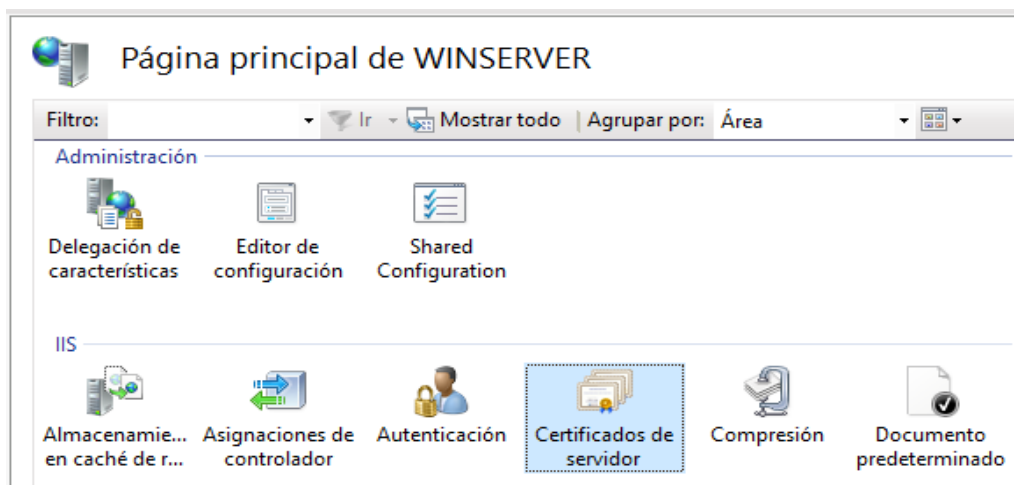 Página principal de WINSERVER
Filtro: Ir Mostrar todo Agrupar por: Área
Administración
Delegación de características
Editor de configuración
Shared Configuration
IIS
Almacenamie... en caché de r...
Asignaciones de controlador
Autenticación
Certificados de servidor
Compresión
Documento predeterminado